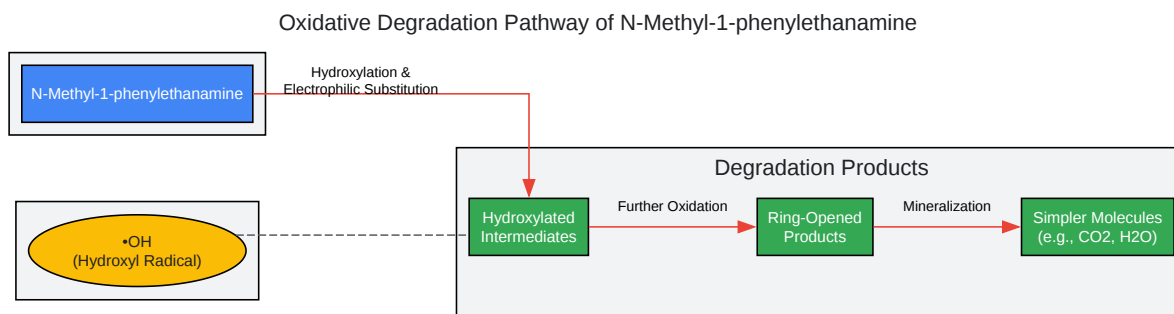 Oxidative Degradation Pathway of N-Methyl-1-phenylethanamine
N-Methyl-1-phenylethanamine
Hydroxylation &
Electrophilic Substitution
Degradation Products
Hydroxylated
Intermediates
Further Oxidation
Ring-Opened
Products
Mineralization
Simpler Molecules
(e.g., CO2, H2O)
•OH
(Hydroxyl Radical)